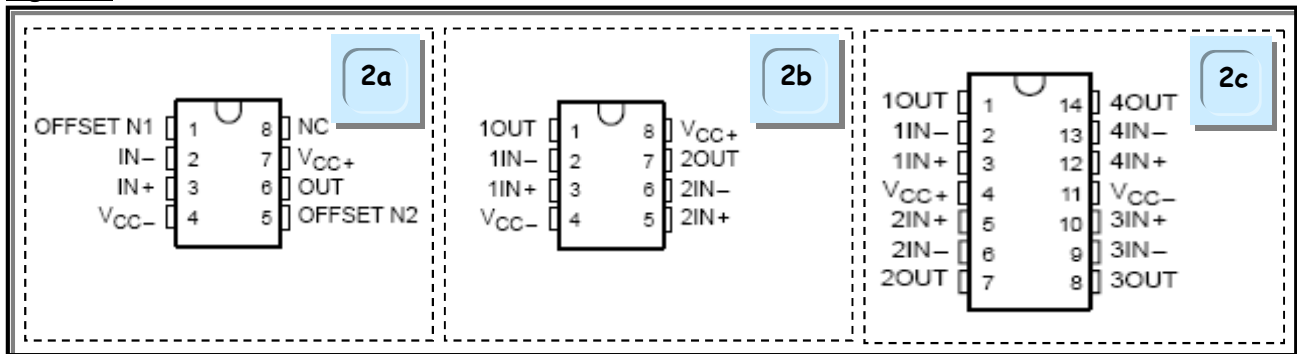 2a
OFFSET N1 1 8 NC
IN– 2 7 VCC+
IN+ 3 6 OUT
VCC– 4 5 OFFSET N2
2b
1OUT 1 8 VCC+
1IN– 2 7 2OUT
1IN+ 3 6 2IN–
VCC– 4 5 2IN+
2c
1OUT 1 14 4OUT
1IN– 2 13 4IN–
1IN+ 3 12 4IN+
VCC+ 4 11 VCC–
2IN+ 5 10 3IN+
2IN– 6 9 3IN–
2OUT 7 8 3OUT